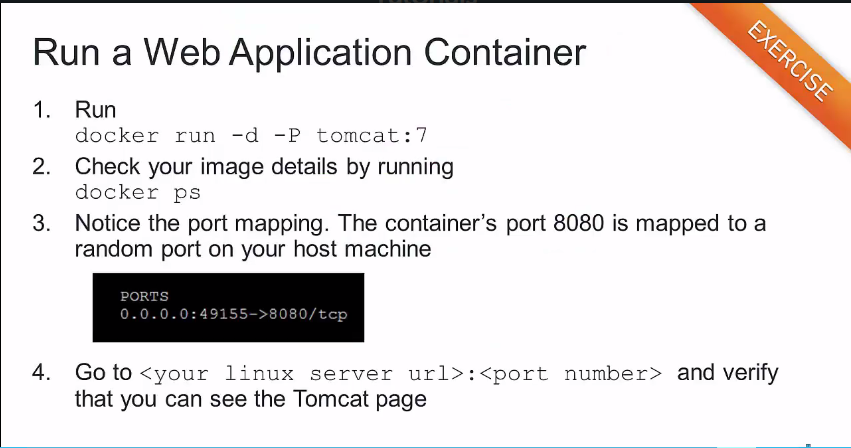 Run a Web Application Container
EXERCISE
1. Run
docker run -d -P tomcat:7
2. Check your image details by running
docker ps
3. Notice the port mapping. The container’s port 8080 is mapped to a
random port on your host machine
PORTS
0.0.0.0:49155->8080/tcp
4. Go to <your linux server url>:<port number> and verify
that you can see the Tomcat page